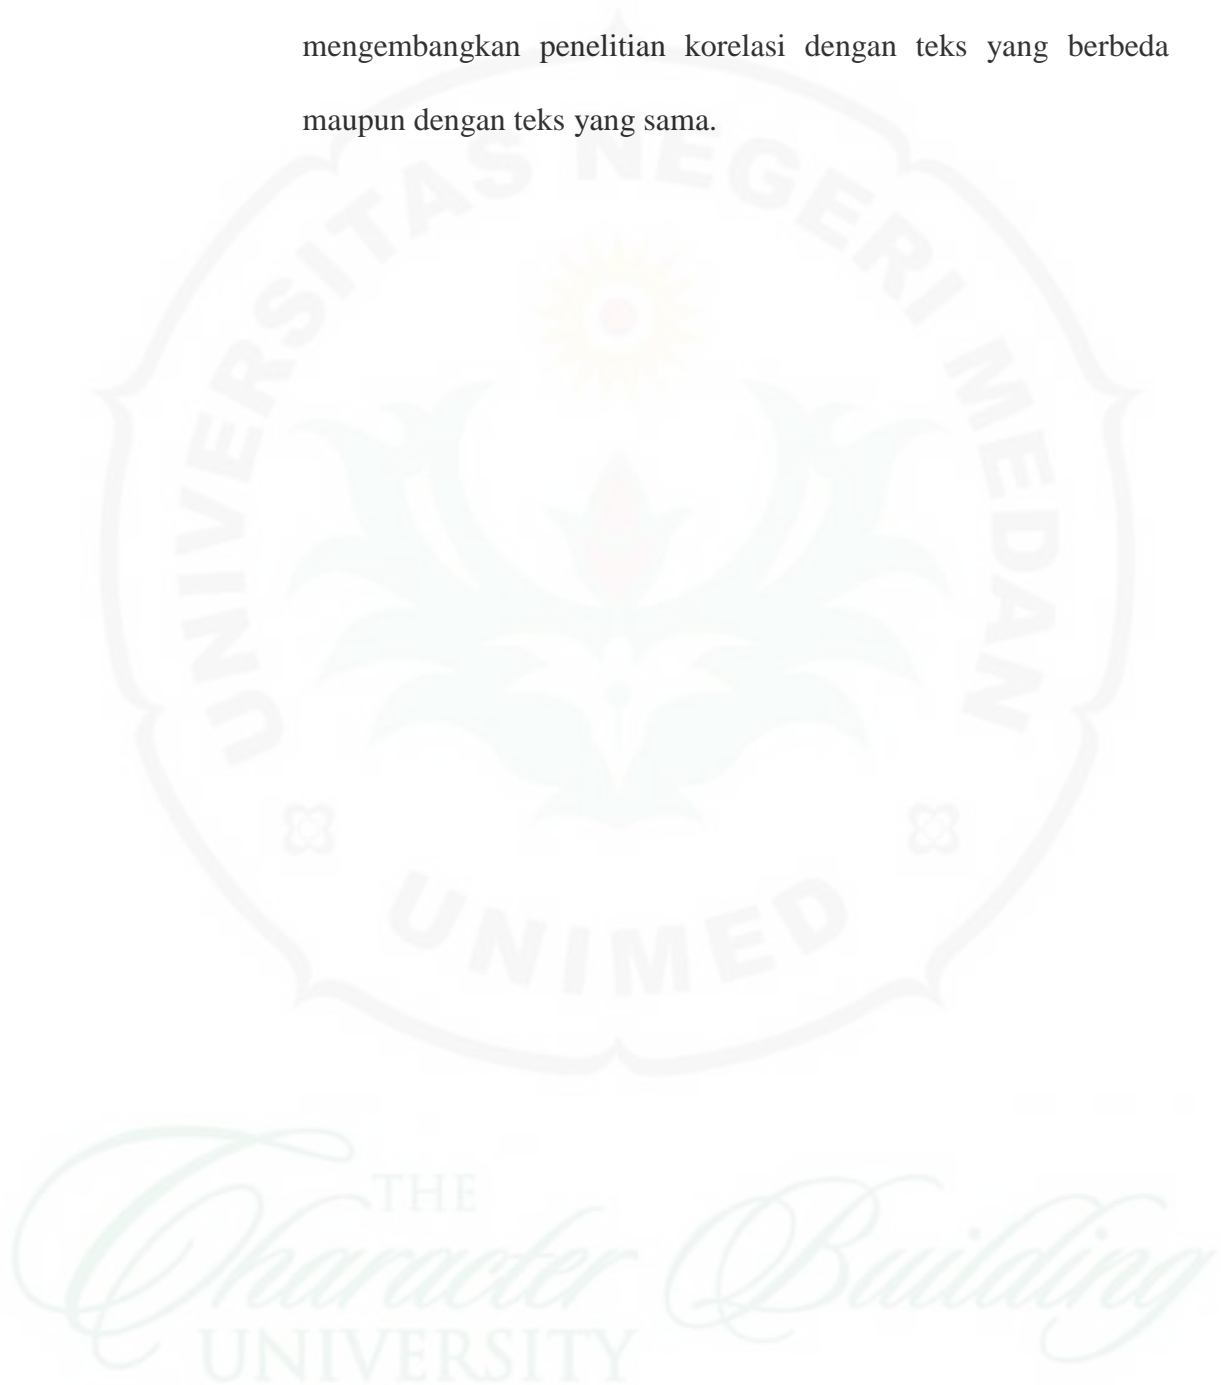 mengembangkan penelitian korelasi dengan teks yang berbeda
maupun dengan teks yang sama.
UNIVERSITAS NEGERI MEDAN
UNIMED
THE
Character Building
UNIVERSITY